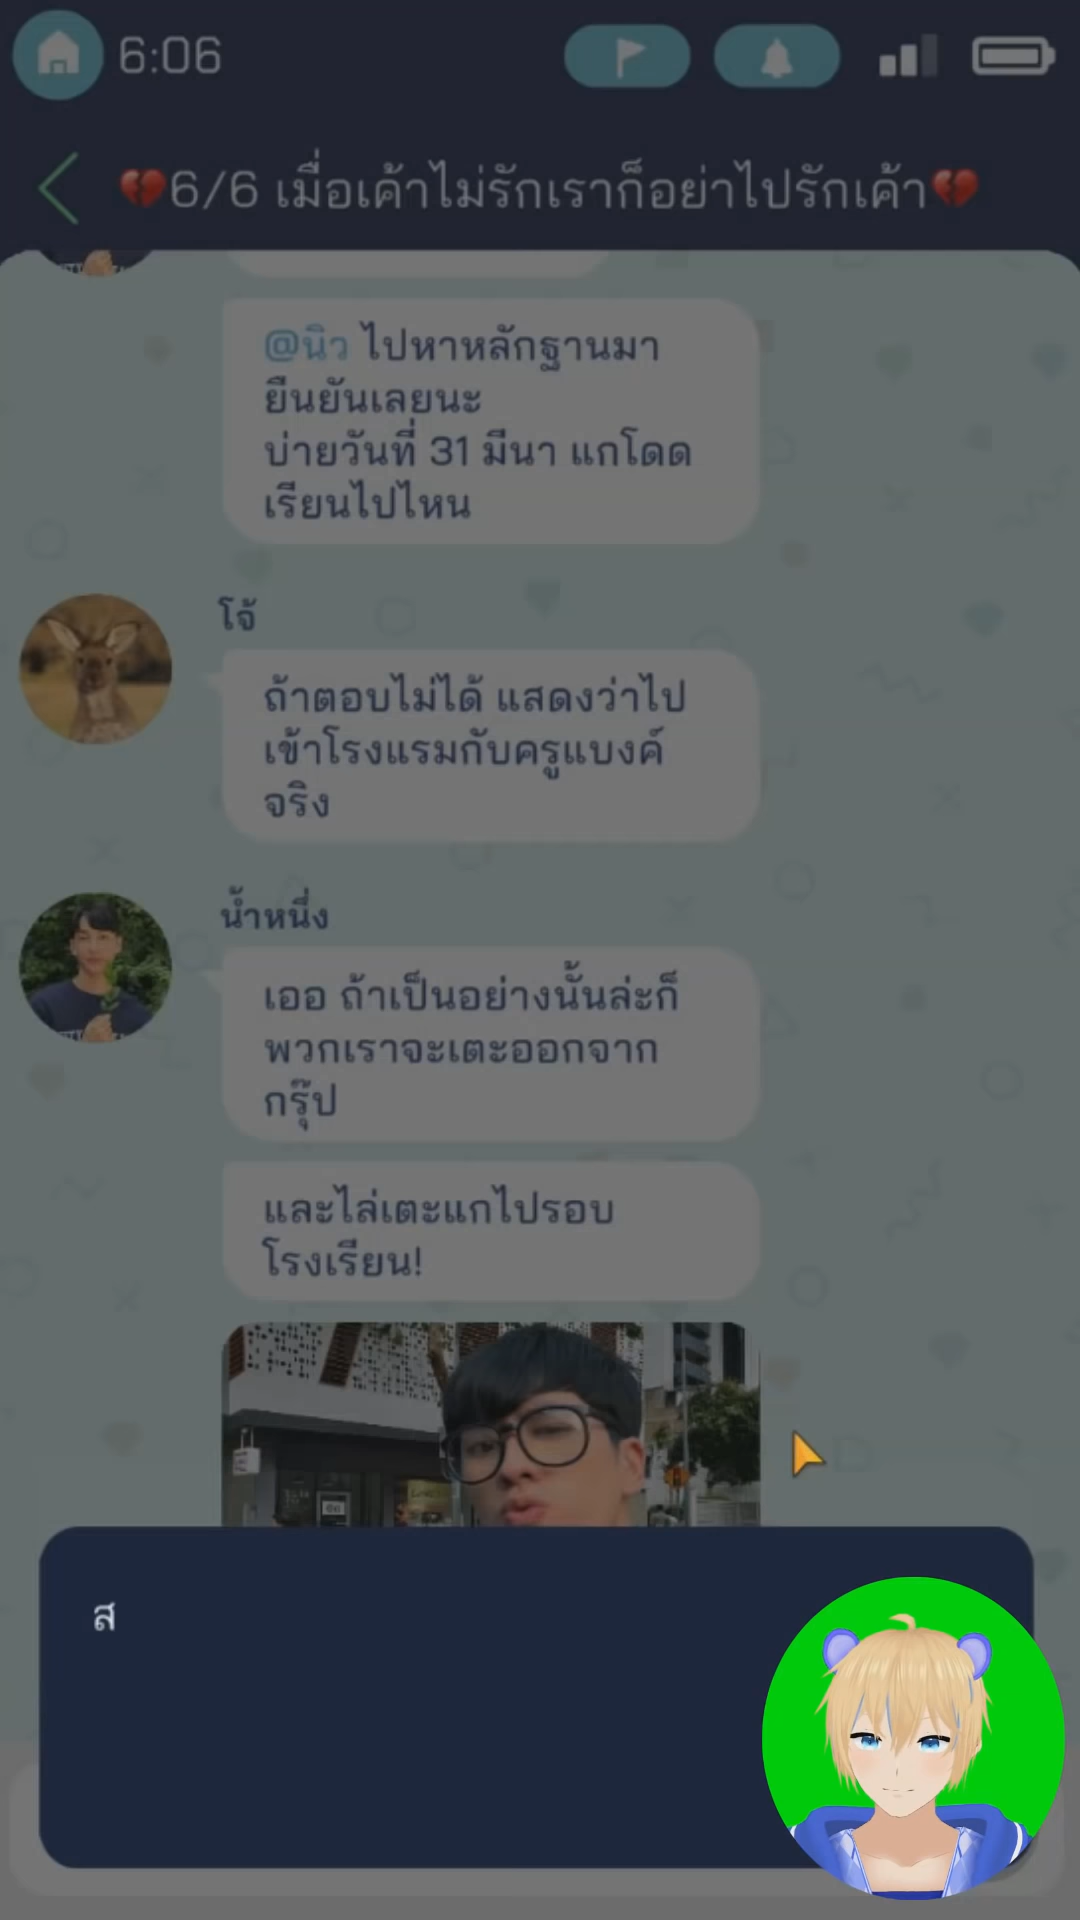 6:06
💔6/6 เมื่อเค้าไม่รักเราก็อย่าไปรักเค้า💔
@นิว ไปหาหลักฐานมา
ยืนยันเลยนะ
บ่ายวันที่ 31 มีนา แกโดด
เรียนไปไหน
โจ้
ถ้าตอบไม่ได้ แสดงว่าไป
เข้าโรงแรมกับครูแบงค์
จริง
น้ำหนึ่ง
เออ ถ้าเป็นอย่างนั้นล่ะก็
พวกเราจะเตะออกจาก
กรุ๊ป
และไล่เตะแกไปรอบ
โรงเรียน!
ส